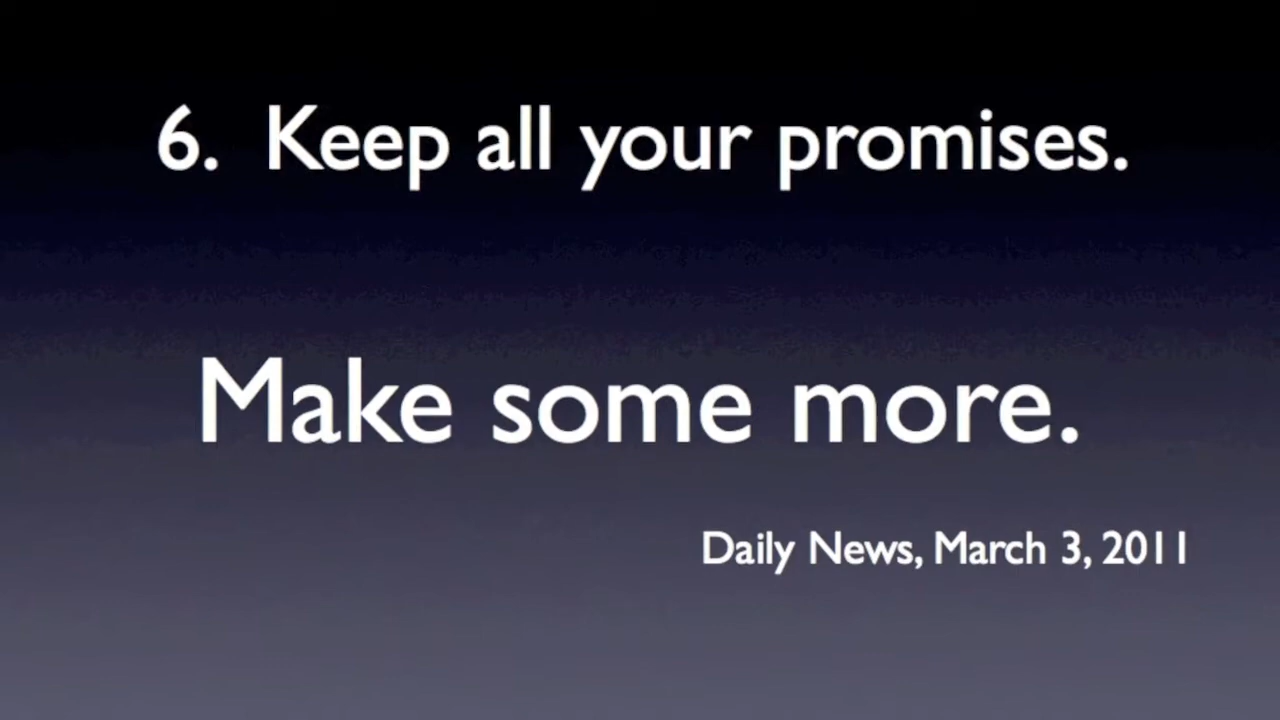 6. Keep all your promises.
Make some more.
Daily News, March 3, 2011